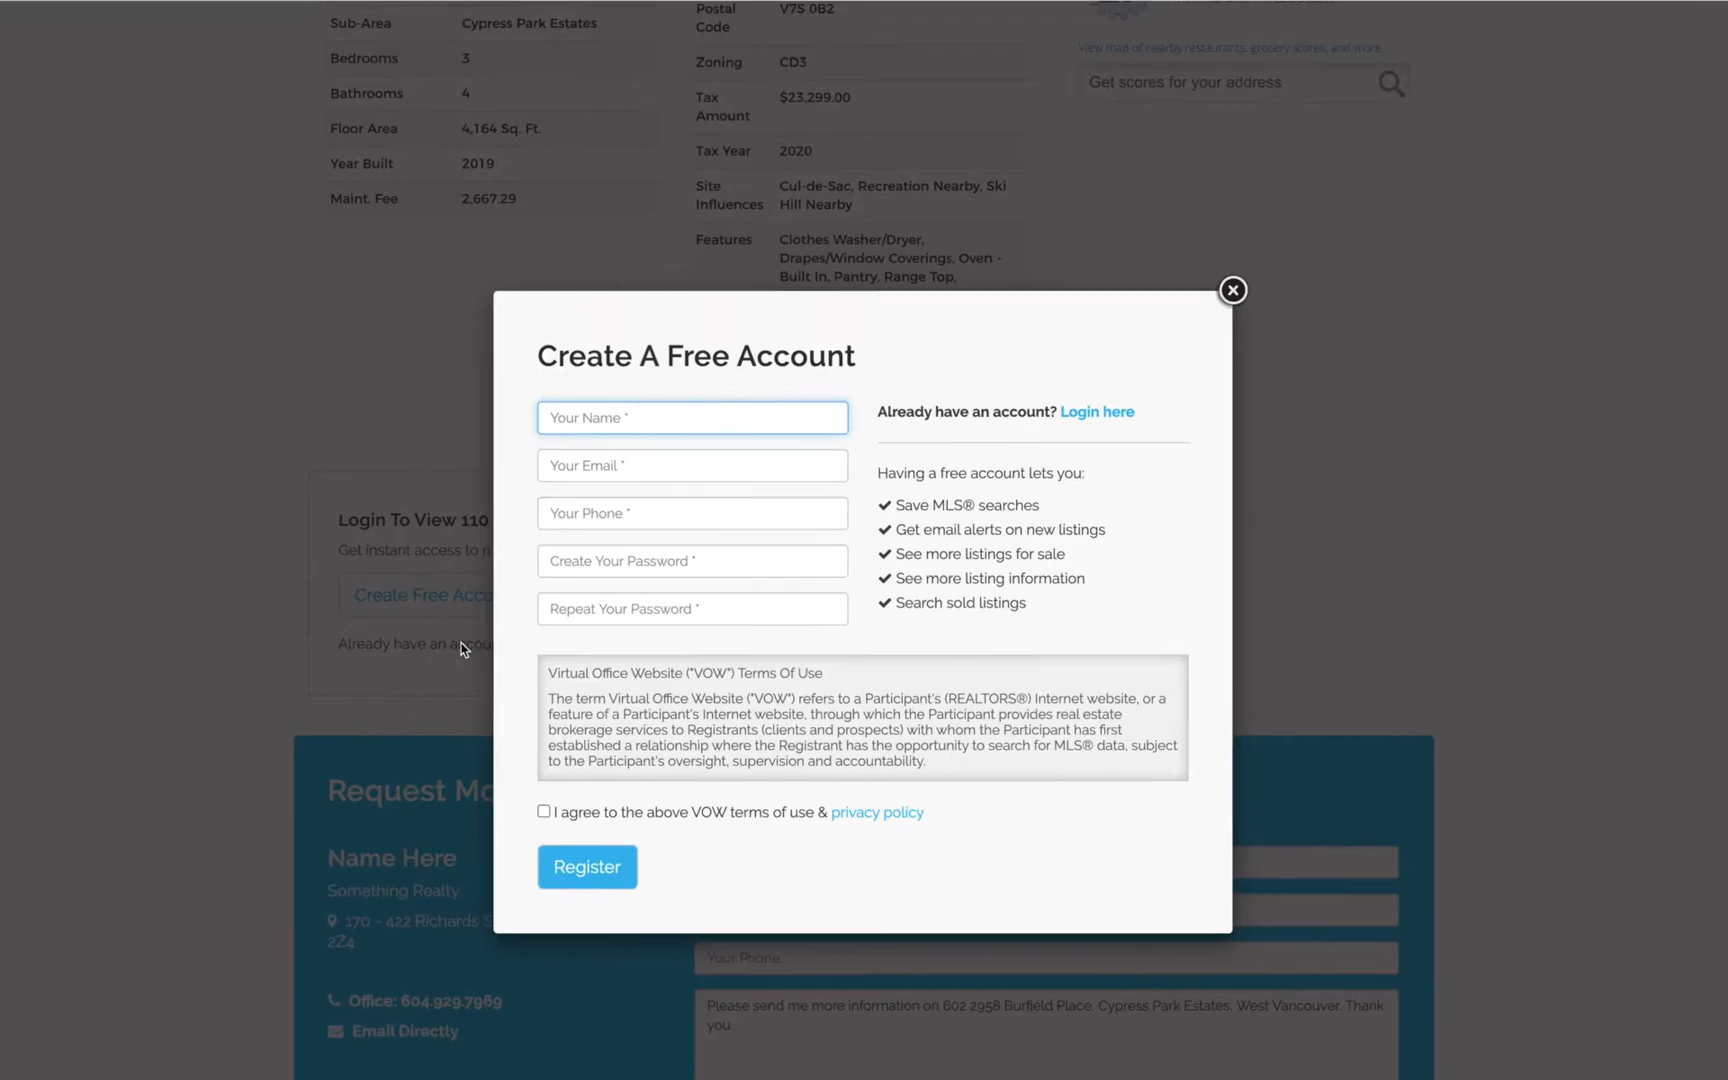 Sub-Area Cypress Park Estates
Bedrooms 3
Bathrooms 4
Floor Area 4,164 Sq. Ft.
Year Built 2019
Maint. Fee 2,667.29
Postal Code V7S 0B2
Zoning CD3
Tax Amount $23,299.00
Tax Year 2020
Site Influences Cul-de-Sac, Recreation Nearby, Ski
Hill Nearby
Features Clothes Washer/Dryer,
Drapes/Window Coverings, Oven -
Built In, Pantry, Range Top,
View map of nearby restaurants, grocery stores, and more.
Get scores for your address
Create A Free Account
Your Name *
Your Email *
Your Phone *
Create Your Password *
Repeat Your Password *
Already have an account? Login here
Having a free account lets you:
✔ Save MLS® searches
✔ Get email alerts on new listings
✔ See more listings for sale
✔ See more listing information
✔ Search sold listings
Virtual Office Website ("VOW") Terms Of Use
The term Virtual Office Website ("VOW") refers to a Participant's (REALTORS®) Internet website, or a
feature of a Participant's Internet website, through which the Participant provides real estate
brokerage services to Registrants (clients and prospects) with whom the Participant has first
established a relationship where the Registrant has the opportunity to search for MLS® data, subject
to the Participant's oversight, supervision and accountability.
I agree to the above VOW terms of use & privacy policy
Register
Login To View 110
Get instant access to
Create Free
Already have an
Request
Name Here
Something Realty
170 - 422 Richards
2Z4
Office: 604.929.7969
Email Directly
Your Phone
Please send me more information on 602 2958 Burfield Place, Cypress Park Estates, West Vancouver. Thank
you.